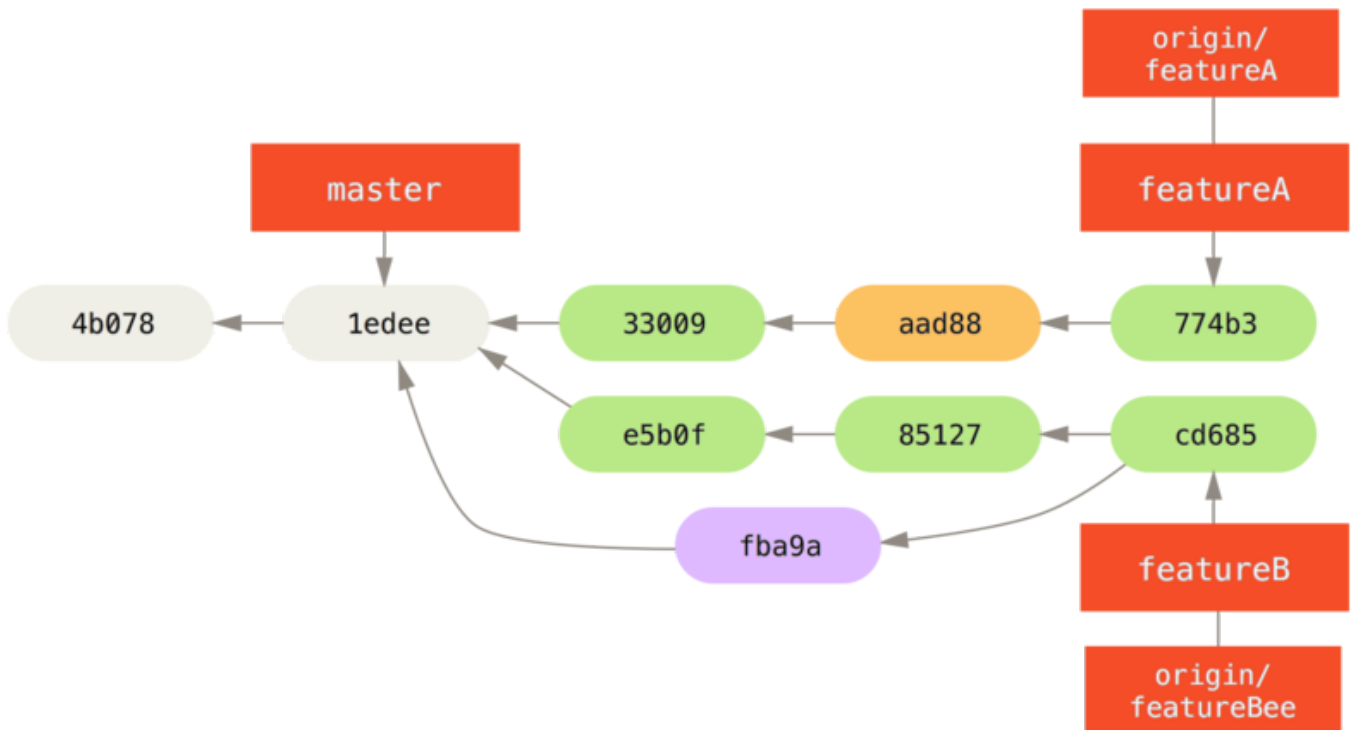 origin/
featureA
master
featureA
4b078
1edee
33009
aad88
774b3
e5b0f
85127
cd685
fba9a
featureB
origin/
featureBee